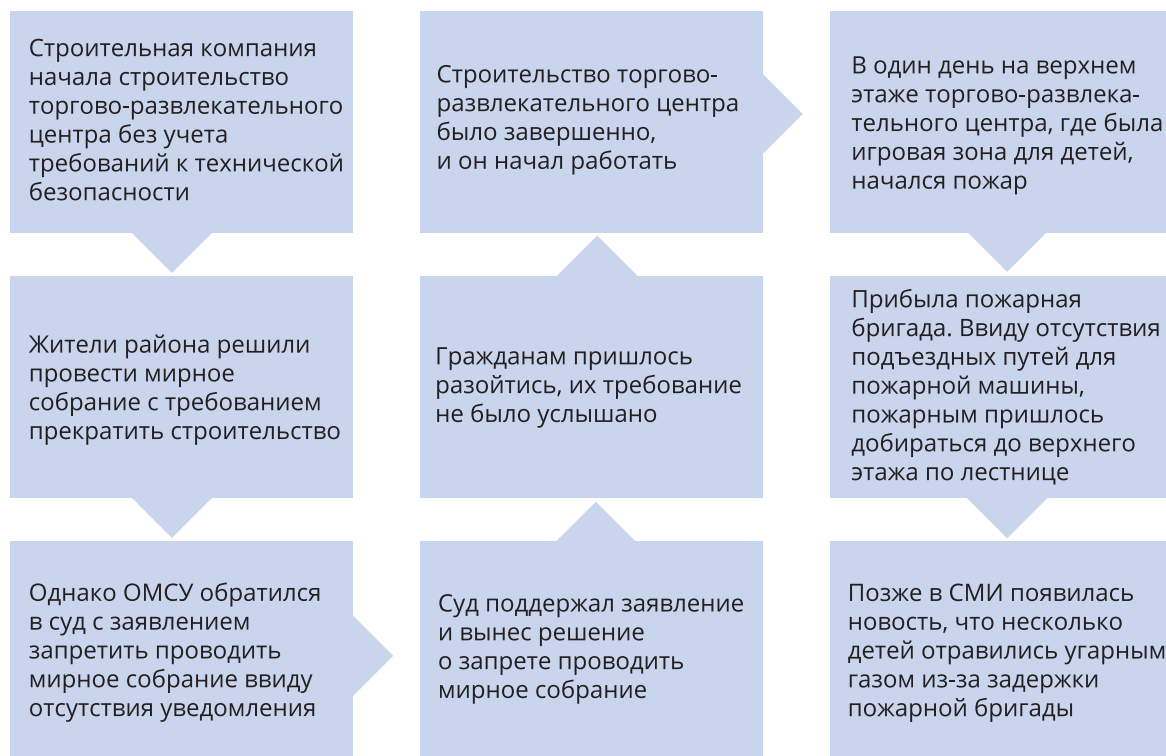 Строительная компания
начала строительство
торгово-развлекательного
центра без учета
требований к технической
безопасности
Жители района решили
провести мирное
собрание с требованием
прекратить строительство
Однако ОМСУ обратился
в суд с заявлением
запретить проводить
мирное собрание ввиду
отсутствия уведомления
Суд поддержал заявление
и вынес решение
о запрете проводить
мирное собрание
Гражданам пришлось
разойтись, их требование
не было услышано
Строительство торгово-
развлекательного центра
было завершенно,
и он начал работать
В один день на верхнем
этаже торгово-развлека-
тельного центра, где была
игровая зона для детей,
начался пожар
Прибыла пожарная
бригада. Ввиду отсутствия
подъездных путей для
пожарной машины,
пожарным пришлось
добираться до верхнего
этажа по лестнице
Позже в СМИ появилась
новость, что несколько
детей отравились угарным
газом из-за задержки
пожарной бригады